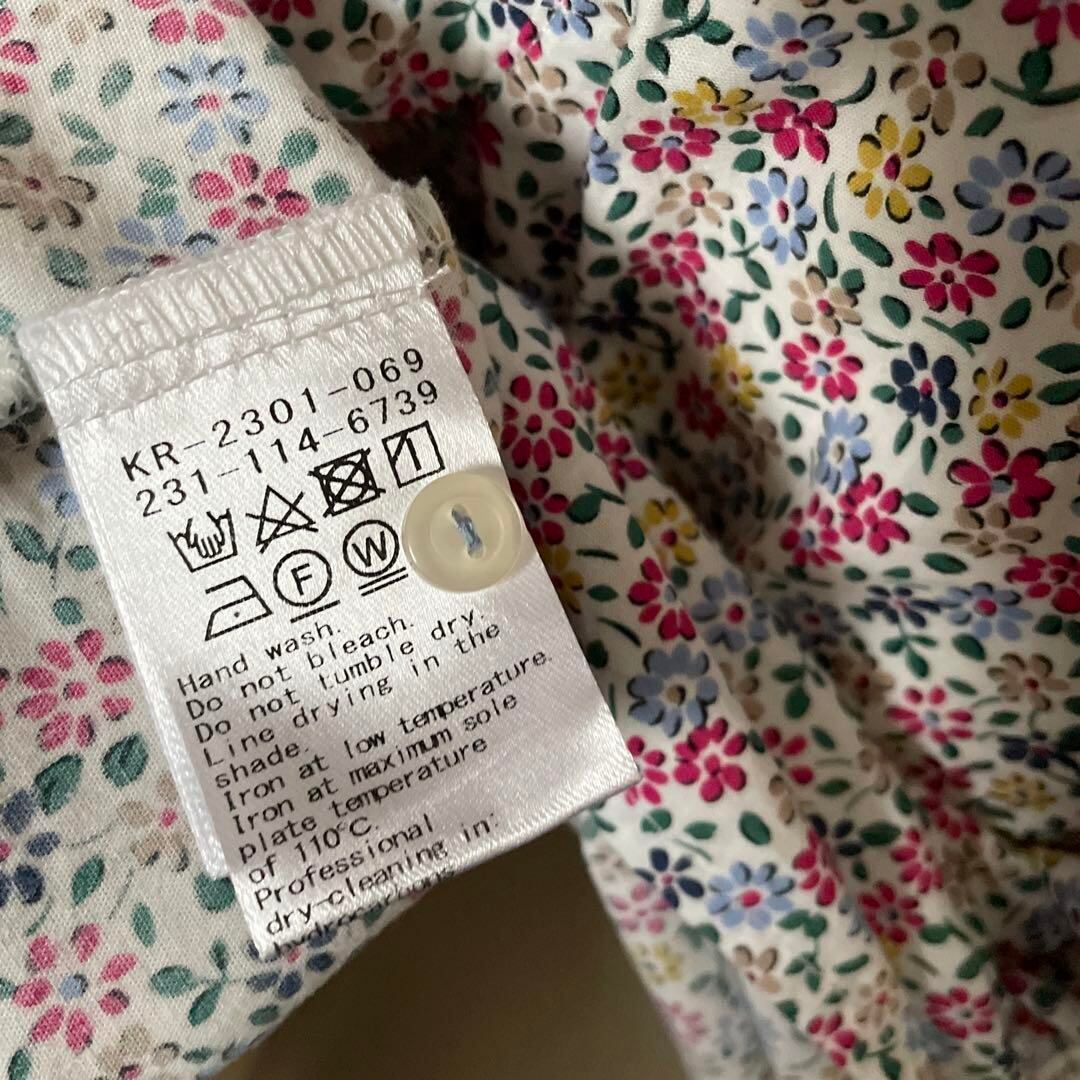 KR-2301-069
231-114-6739
F W
Hand wash.
Do not bleach.
Do not tumble dry.
Line drying in the
shade.
Iron at low temperature.
Iron at maximum sole
plate temperature
of 110°C.
Professional
dry-cleaning in: